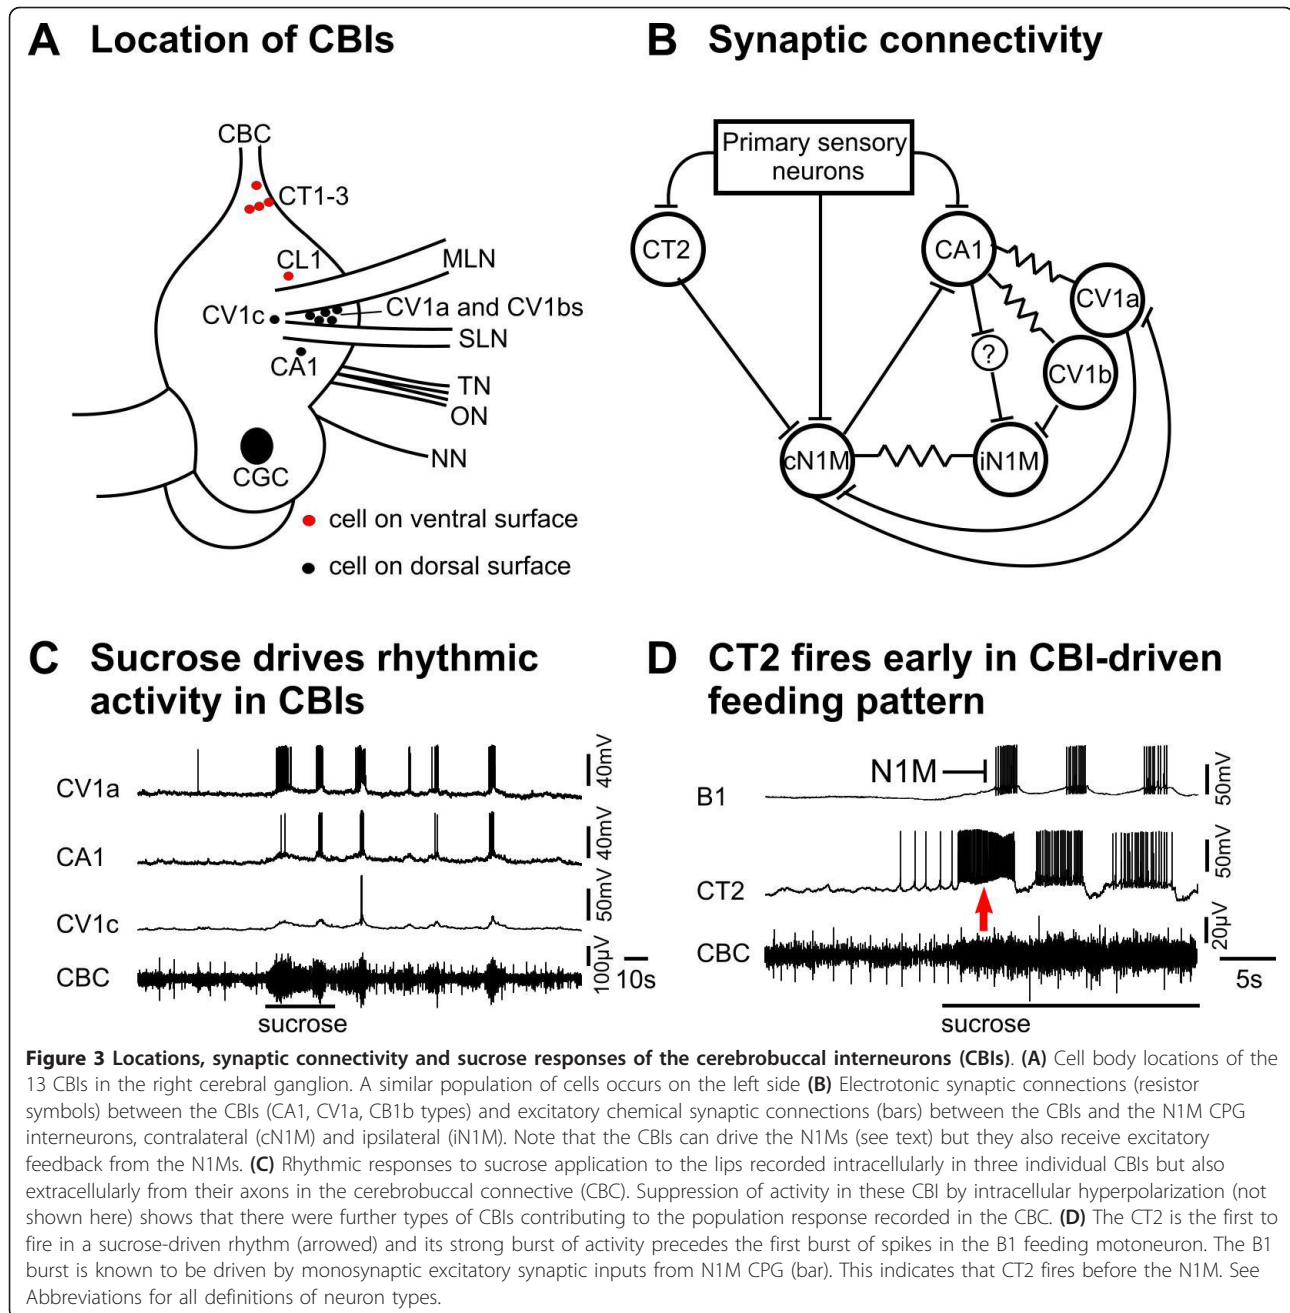 A Location of CBIs
CBC
CT1-3
CL1
MLN
CV1c
CV1a and CV1bs
SLN
CA1
TN
ON
NN
CGC
cell on ventral surface
cell on dorsal surface
B Synaptic connectivity
Primary sensory
neurons
CT2
CA1
CV1a
?
CV1b
cN1M
iN1M
C Sucrose drives rhythmic
activity in CBIs
CV1a
40mV
CA1
40mV
CV1c
50mV
CBC
100µV
10s
sucrose
D CT2 fires early in CBI-driven
feeding pattern
N1M
B1
50mV
CT2
50mV
CBC
20µV
5s
sucrose
Figure 3 Locations, synaptic connectivity and sucrose responses of the cerebrobuccal interneurons (CBIs). (A) Cell body locations of the
13 CBIs in the right cerebral ganglion. A similar population of cells occurs on the left side (B) Electrotonic synaptic connections (resistor
symbols) between the CBIs (CA1, CV1a, CB1b types) and excitatory chemical synaptic connections (bars) between the CBIs and the N1M CPG
interneurons, contralateral (cN1M) and ipsilateral (iN1M). Note that the CBIs can drive the N1Ms (see text) but they also receive excitatory
feedback from the N1Ms. (C) Rhythmic responses to sucrose application to the lips recorded intracellularly in three individual CBIs but also
extracellularly from their axons in the cerebrobuccal connective (CBC). Suppression of activity in these CBI by intracellular hyperpolarization (not
shown here) shows that there were further types of CBIs contributing to the population response recorded in the CBC. (D) The CT2 is the first to
fire in a sucrose-driven rhythm (arrowed) and its strong burst of activity precedes the first burst of spikes in the B1 feeding motoneuron. The B1
burst is known to be driven by monosynaptic excitatory synaptic inputs from N1M CPG (bar). This indicates that CT2 fires before the N1M. See
Abbreviations for all definitions of neuron types.